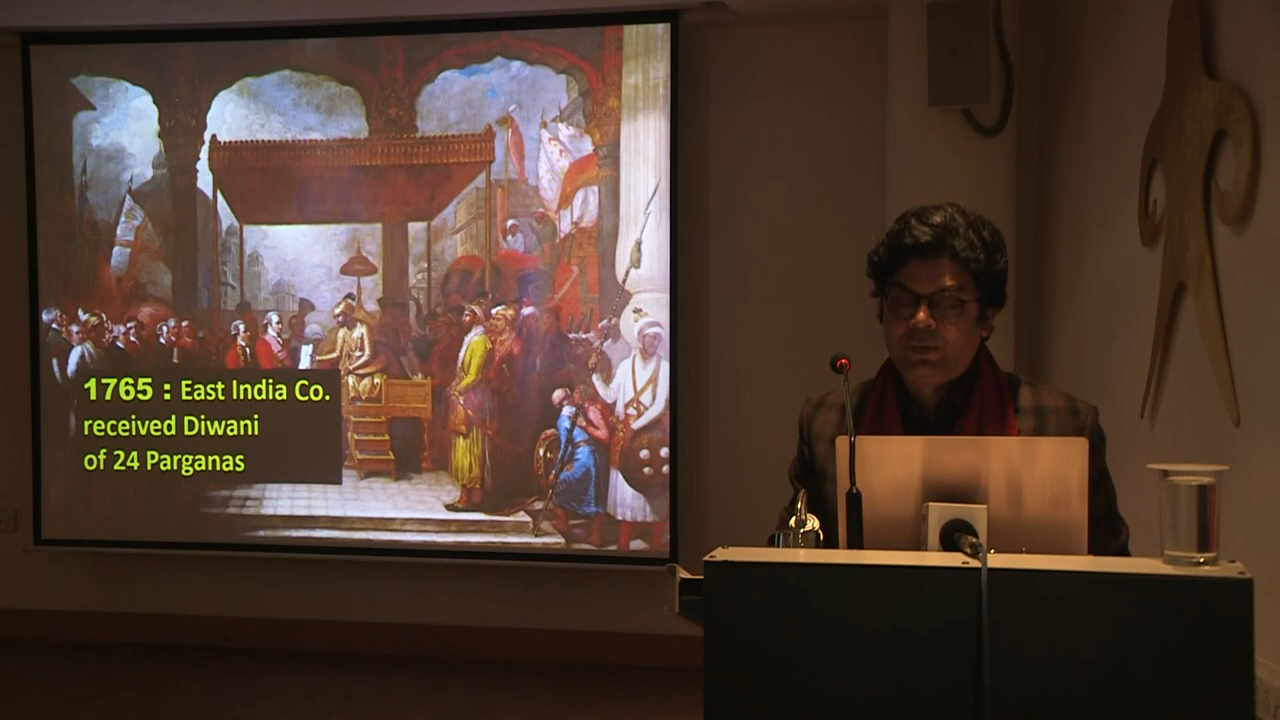 1765 : East India Co.
received Diwani
of 24 Parganas